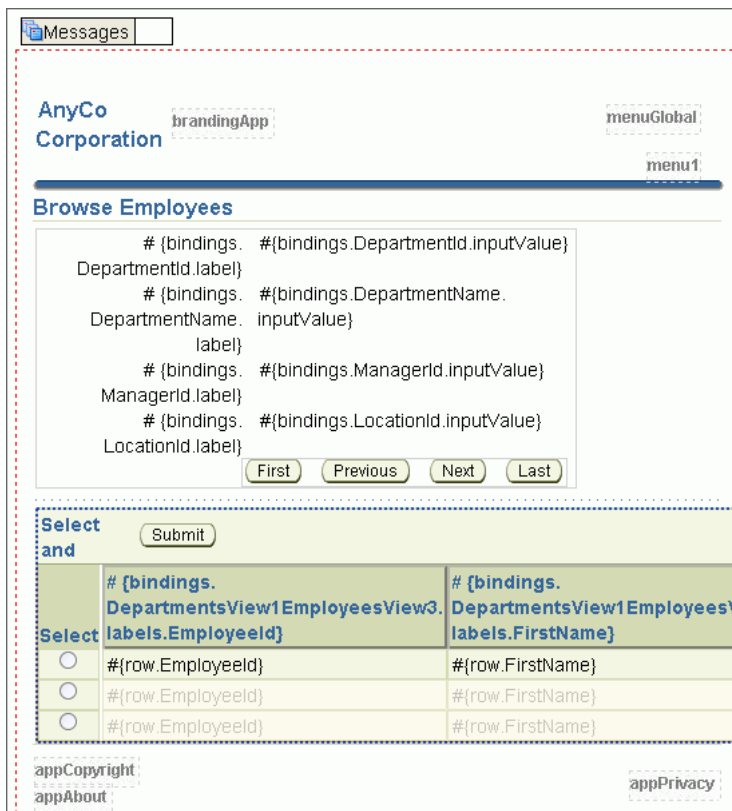 Messages
AnyCo
Corporation
brandingApp
menuGlobal
menu1
Browse Employees
# {bindings. #{bindings.DepartmentId.inputValue}
DepartmentId.label}
# {bindings. #{bindings.DepartmentName.
DepartmentName. inputValue}
label}
# {bindings. #{bindings.ManagerId.inputValue}
ManagerId.label}
# {bindings. #{bindings.LocationId.inputValue}
LocationId.label}
First Previous Next Last
Select
and
Submit
Select
# {bindings.
DepartmentsView1EmployeesView3.
labels.EmployeeId}
# {bindings.
DepartmentsView1Employees
labels.FirstName}
#{row.EmployeeId} #{row.FirstName}
#{row.EmployeeId} #{row.FirstName}
#{row.EmployeeId} #{row.FirstName}
appCopyright
appAbout
appPrivacy